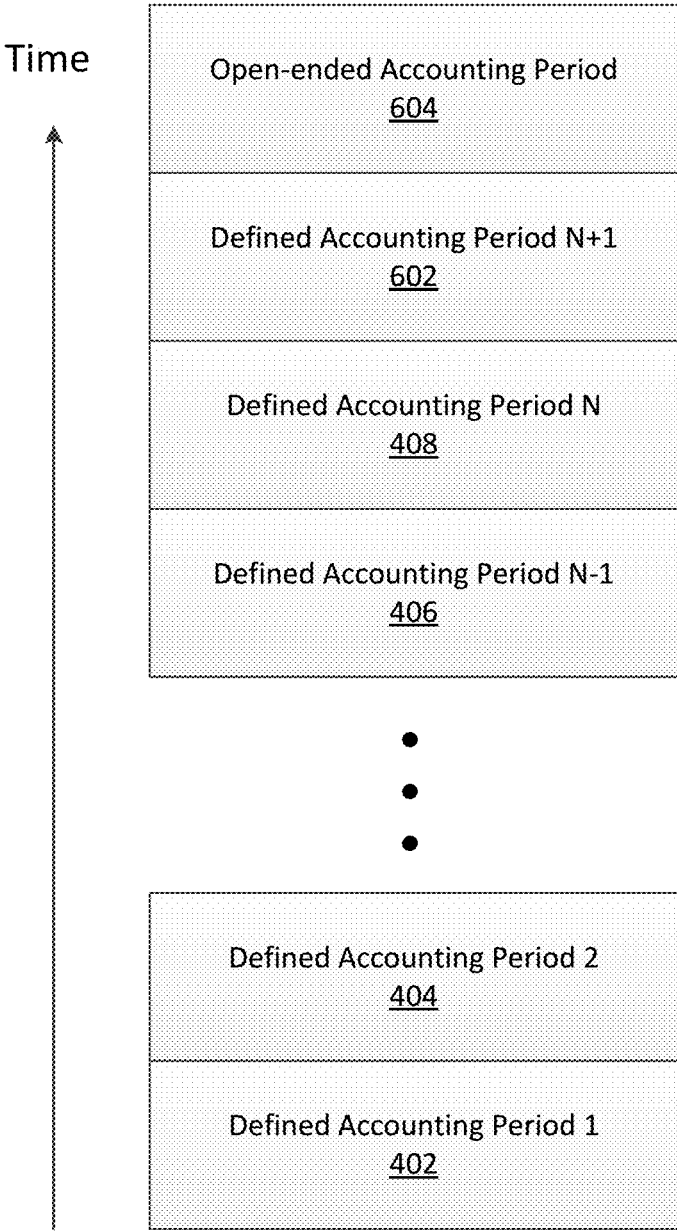 Time
Open-ended Accounting Period
604
Defined Accounting Period N+1
602
Defined Accounting Period N
408
Defined Accounting Period N-1
406
Defined Accounting Period 2
404
Defined Accounting Period 1
402